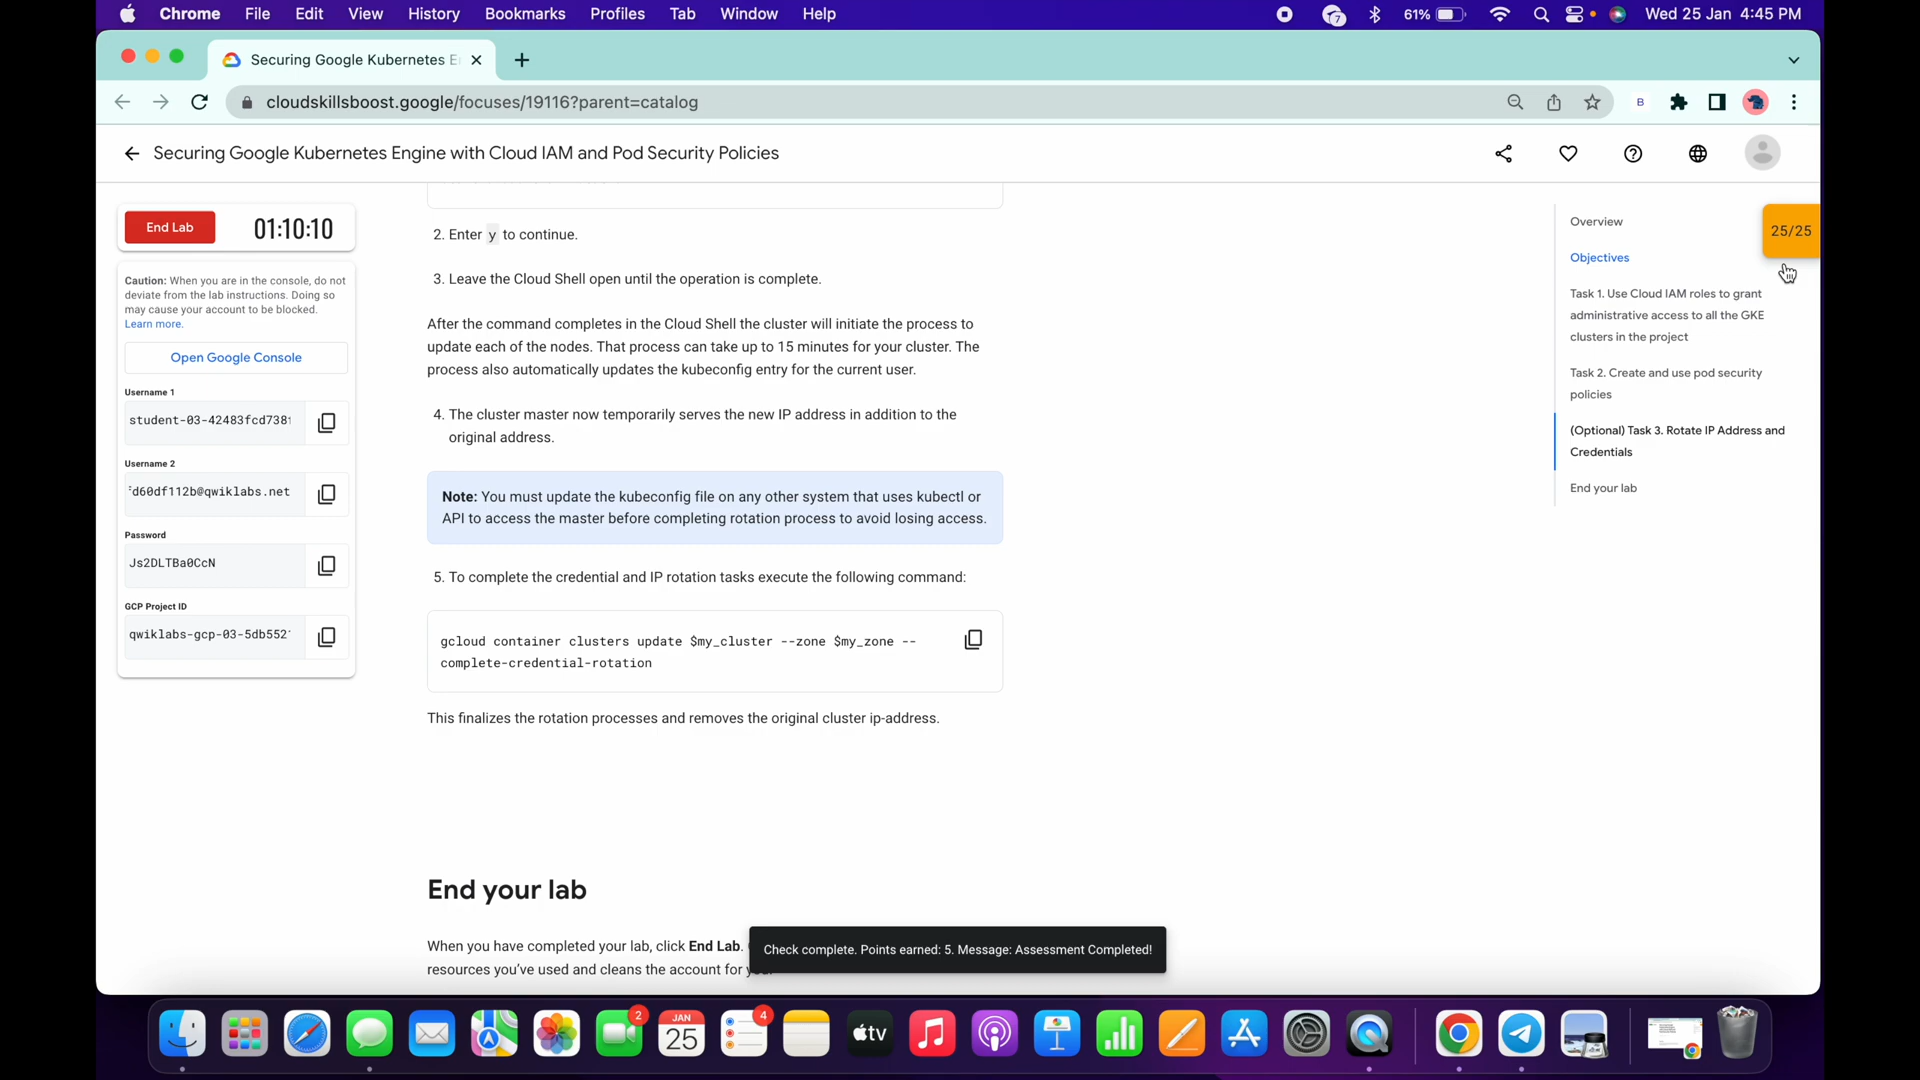 Chrome File Edit View History Bookmarks Profiles Tab Window Help
7
61%
Wed 25 Jan 4:45 PM
Securing Google Kubernetes E
cloudskillsboost.google/focuses/19116?parent=catalog
B
Securing Google Kubernetes Engine with Cloud IAM and Pod Security Policies
End Lab
01:10:10
Caution: When you are in the console, do not
deviate from the lab instructions. Doing so
may cause your account to be blocked.
Learn more.
Open Google Console
Username 1
student-03-42483fcd738
Username 2
d60df112b@qwiklabs.net
Password
Js2DLTBa0CcN
GCP Project ID
qwiklabs-gcp-03-5db552
2. Enter y to continue.
3. Leave the Cloud Shell open until the operation is complete.
After the command completes in the Cloud Shell the cluster will initiate the process to
update each of the nodes. That process can take up to 15 minutes for your cluster. The
process also automatically updates the kubeconfig entry for the current user.
4. The cluster master now temporarily serves the new IP address in addition to the
original address.
Note: You must update the kubeconfig file on any other system that uses kubectl or
API to access the master before completing rotation process to avoid losing access.
5. To complete the credential and IP rotation tasks execute the following command:
gcloud container clusters update $my_cluster --zone $my_zone --
complete-credential-rotation
This finalizes the rotation processes and removes the original cluster ip-address.
End your lab
When you have completed your lab, click End Lab.
resources you've used and cleans the account for
Check complete. Points earned: 5. Message: Assessment Completed!
Overview
Objectives
Task 1. Use Cloud IAM roles to grant
administrative access to all the GKE
clusters in the project
Task 2. Create and use pod security
policies
(Optional) Task 3. Rotate IP Address and
Credentials
End your lab
25/25
2
JAN
25
4
tv